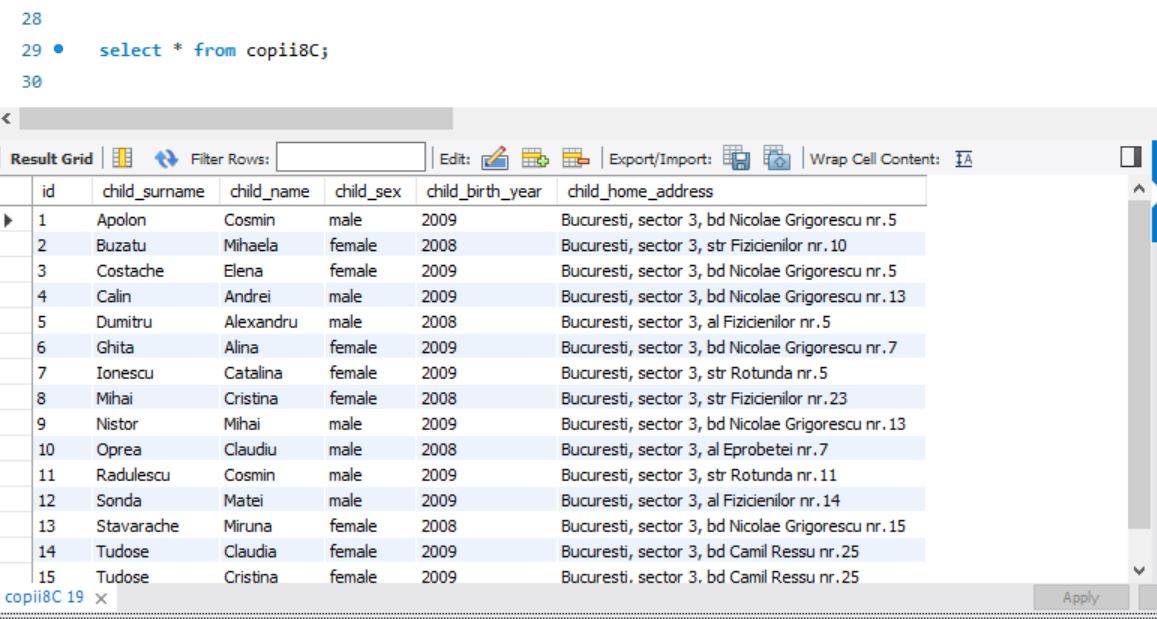 28
29 select * from copii8C;
30
Result Grid Filter Rows: Edit: Export/Import: Wrap Cell Content: IA
id child_surname child_name child_sex child_birth_year child_home_address
1 Apolon Cosmin male 2009 Bucuresti, sector 3, bd Nicolae Grigorescu nr.5
2 Buzatu Mihaela female 2008 Bucuresti, sector 3, str Fizicienilor nr.10
3 Costache Elena female 2009 Bucuresti, sector 3, bd Nicolae Grigorescu nr.5
4 Calin Andrei male 2009 Bucuresti, sector 3, bd Nicolae Grigorescu nr.13
5 Dumitru Alexandru male 2008 Bucuresti, sector 3, al Fizicienilor nr.5
6 Ghita Alina female 2009 Bucuresti, sector 3, bd Nicolae Grigorescu nr.7
7 Ionescu Catalina female 2009 Bucuresti, sector 3, str Rotunda nr.5
8 Mihai Cristina female 2008 Bucuresti, sector 3, str Fizicienilor nr.23
9 Nistor Mihai male 2009 Bucuresti, sector 3, bd Nicolae Grigorescu nr.13
10 Oprea Claudiu male 2008 Bucuresti, sector 3, al Eprobetei nr.7
11 Radulescu Cosmin male 2009 Bucuresti, sector 3, str Rotunda nr.11
12 Sonda Matei male 2009 Bucuresti, sector 3, al Fizicienilor nr.14
13 Stavarache Miruna female 2008 Bucuresti, sector 3, bd Nicolae Grigorescu nr.15
14 Tudose Claudia female 2009 Bucuresti, sector 3, bd Camil Ressu nr.25
15 Tudose Cristina female 2009 Bucuresti, sector 3, bd Camil Ressu nr.25
copii8C 19 Apply